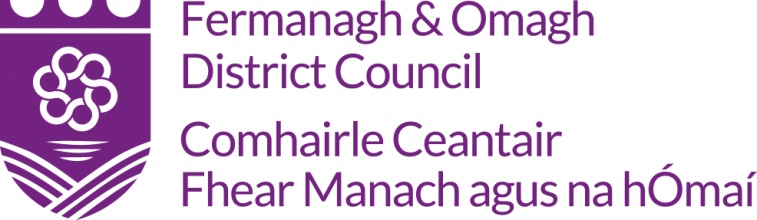 Fermanagh & Omagh
District Council
Comhairle Ceantair
Fhear Manach agus na hÓmaí